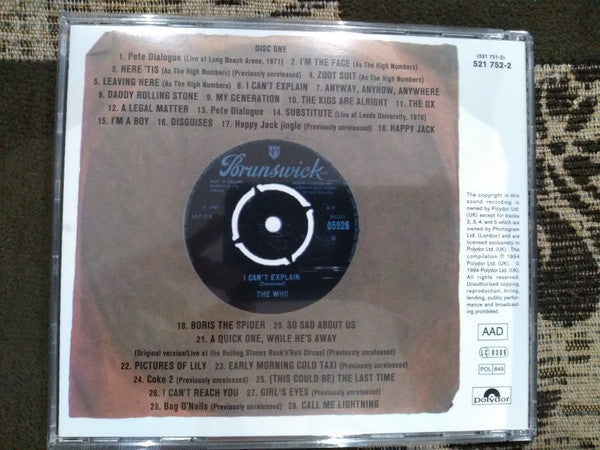 DISC ONE
1. Pete Dialogue (Live at Long Beach Arena, 1971) 2. I'M THE FACE (As The High Numbers)
3. HERE 'TIS (As The High Numbers) (Previously unreleased) 4. ZOOT SUIT (As The High Numbers)
5. LEAVING HERE (As The High Numbers) 6. I CAN'T EXPLAIN 7. ANYWAY, ANYHOW, ANYWHERE
8. DADDY ROLLING STONE 9. MY GENERATION 10. THE KIDS ARE ALRIGHT 11. THE OX
12. A LEGAL MATTER 13. Pete Dialogue 14. SUBSTITUTE (Live at Leeds University, 1970)
15. I'M A BOY 16. DISGUISES 17. Happy Jack jingle (Previously unreleased) 18. HAPPY JACK
Brunswick
05926
I CAN'T EXPLAIN
(Townshend)
THE WHO
19. BORIS THE SPIDER 20. SO SAD ABOUT US
21. A QUICK ONE, WHILE HE'S AWAY
(Original version/Live at the Rolling Stones Rock'n'Roll Circus) (Previously unreleased)
22. PICTURES OF LILY 23. EARLY MORNING COLD TAXI (Previously unreleased)
24. Coke 2 (Previously unreleased) 25. (THIS COULD BE) THE LAST TIME
26. I CAN'T REACH YOU 27. GIRL'S EYES (Previously unreleased)
28. Bag O'Nails (Previously unreleased) 29. CALL ME LIGHTNING
(521 751-2)
521 752-2
The copyright in this
sound recording is
owned by Polydor Ltd.
(UK) except for tracks
2, 3, 4, and 5 which are
owned by Phonogram
Ltd. (London) and are
licensed exclusively to
Polydor Ltd. (UK). This
compilation ℗ 1994
Polydor Ltd. (UK). ©
1994 Polydor Ltd. (UK).
All rights reserved.
Unauthorised copying,
reproduction, hiring,
lending, public perfor-
mance and broadcast-
ing prohibited.
AAD
LC 0309
POL 849
Polydor